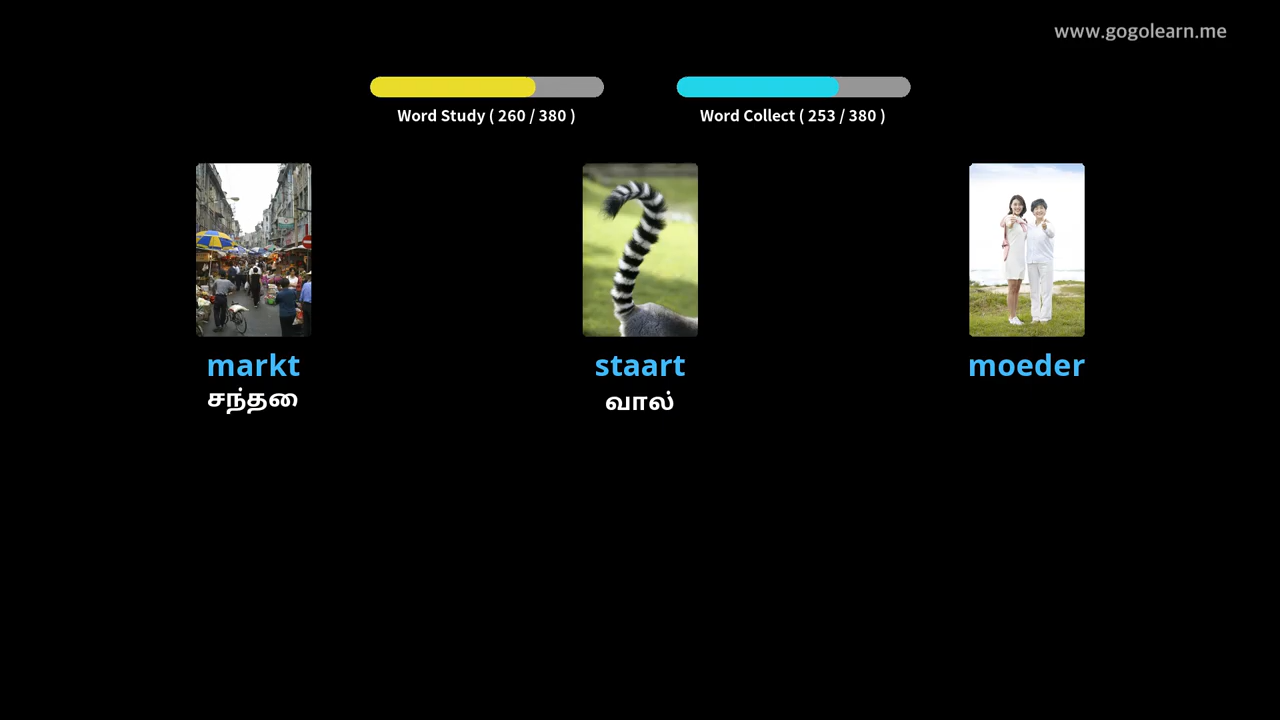 www.gogolearn.me
Word Study ( 260 / 380 )
Word Collect ( 253 / 380 )
markt
staart
moeder
சந்தை
வால்